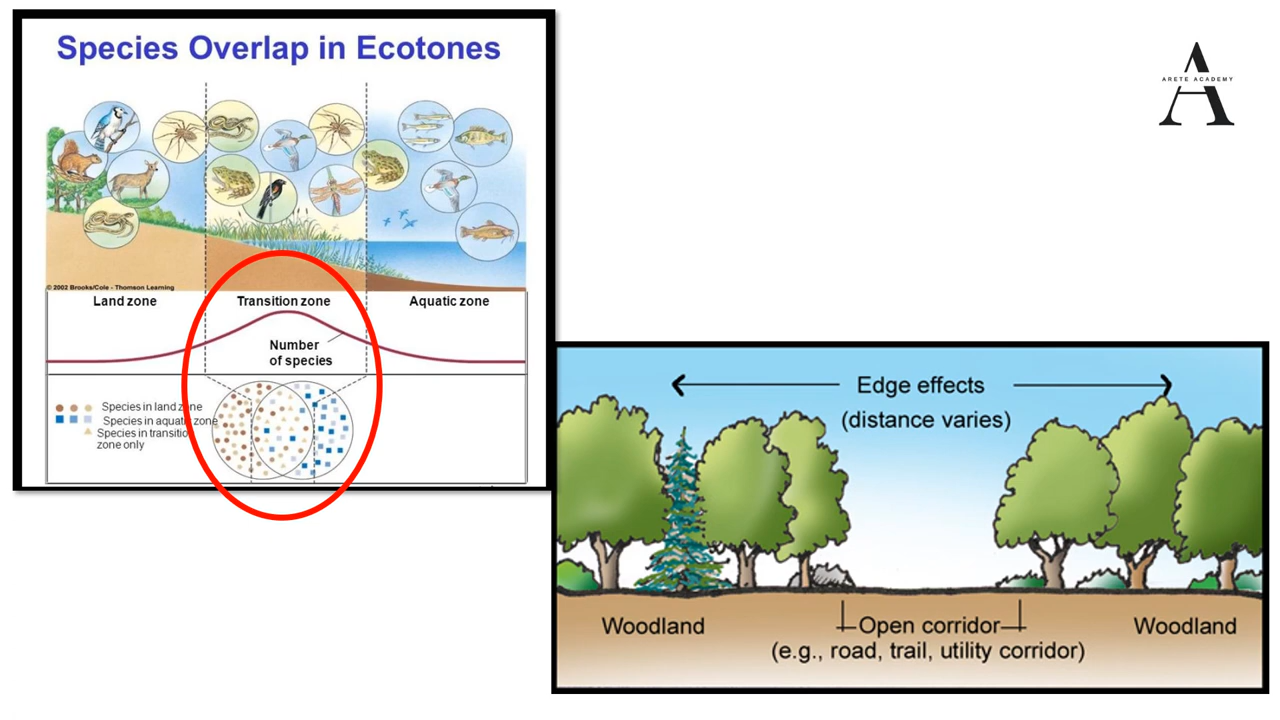 Species Overlap in Ecotones
© 2002 Brooks/Cole - Thomson Learning
Land zone
Transition zone
Aquatic zone
Number
of species
Species in land zone
Species in aquatic zone
Species in transition
zone only
ARETE ACADEMY
Edge effects
(distance varies)
Woodland
Open corridor
Woodland
(e.g., road, trail, utility corridor)